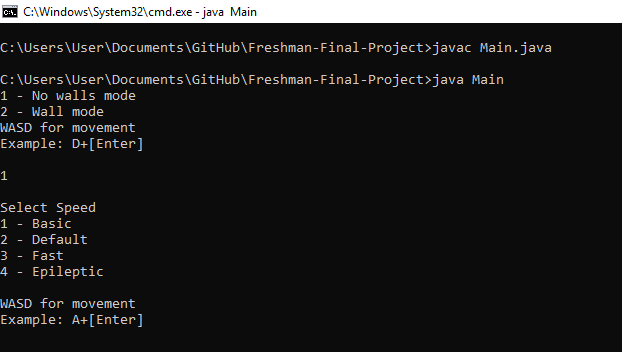 C:\Windows\System32\cmd.exe - java  Main
C:\Users\User\Documents\GitHub\Freshman-Final-Project>javac Main.java
C:\Users\User\Documents\GitHub\Freshman-Final-Project>java Main
1 - No walls mode
2 - Wall mode
WASD for movement
Example: D+[Enter]
1
Select Speed
1 - Basic
2 - Default
3 - Fast
4 - Epileptic
WASD for movement
Example: A+[Enter]